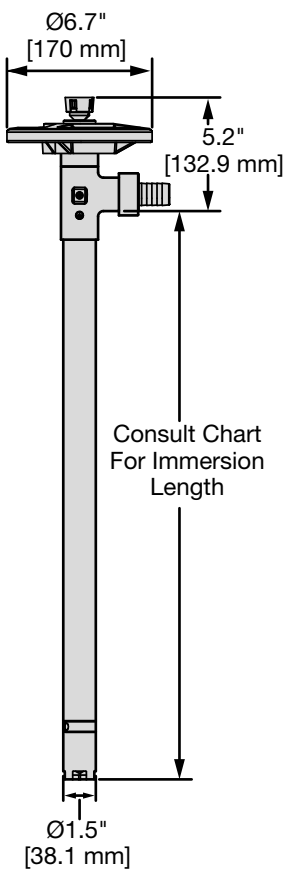 Ø6.7"
[170 mm]
5.2"
[132.9 mm]
Consult Chart
For Immersion
Length
Ø1.5"
[38.1 mm]